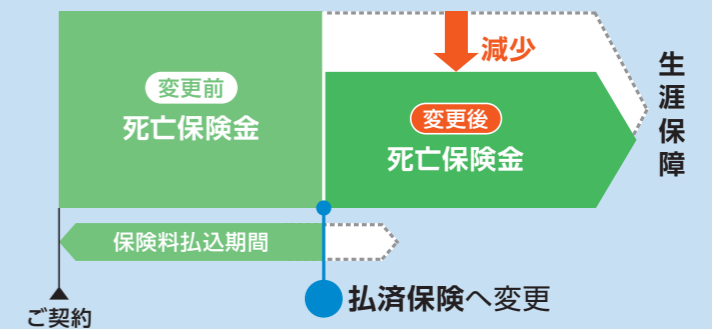 変更前
死亡保険金
減少
変更後
死亡保険金
生涯保障
保険料払込期間
払済保険へ変更
ご契約